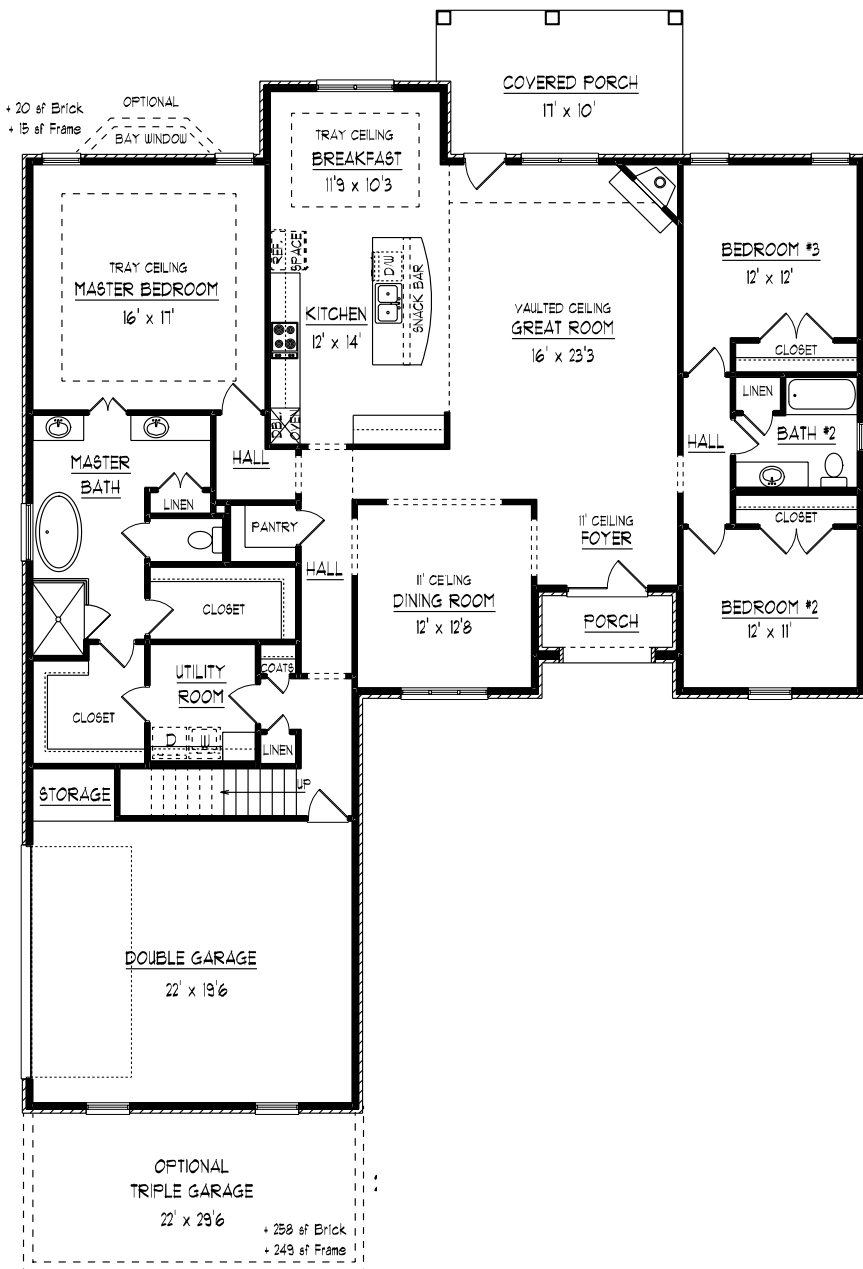 COVERED PORCH
17' x 10'
+ 20 sf Brick
+ 15 sf Frame
OPTIONAL
BAY WINDOW
TRAY CEILING
BREAKFAST
11'9 x 10'3
TRAY CEILING
MASTER BEDROOM
16' x 17'
REF.
SPACE
D/W
SNACK BAR
KITCHEN
12' x 14'
VAULTED CEILING
GREAT ROOM
16' x 23'3
BEDROOM #3
12' x 12'
CLOSET
LINEN
BATH #2
HALL
CLOSET
DBL.
OVEN
HALL
MASTER
BATH
LINEN
PANTRY
11' CEILING
FOYER
HALL
11' CEILING
DINING ROOM
12' x 12'8
CLOSET
PORCH
BEDROOM #2
12' x 11'
UTILITY
ROOM
COATS
CLOSET
D
W
LINEN
STORAGE
UP
DOUBLE GARAGE
22' x 19'6
OPTIONAL
TRIPLE GARAGE
22' x 29'6
+ 258 sf Brick
+ 249 sf Frame